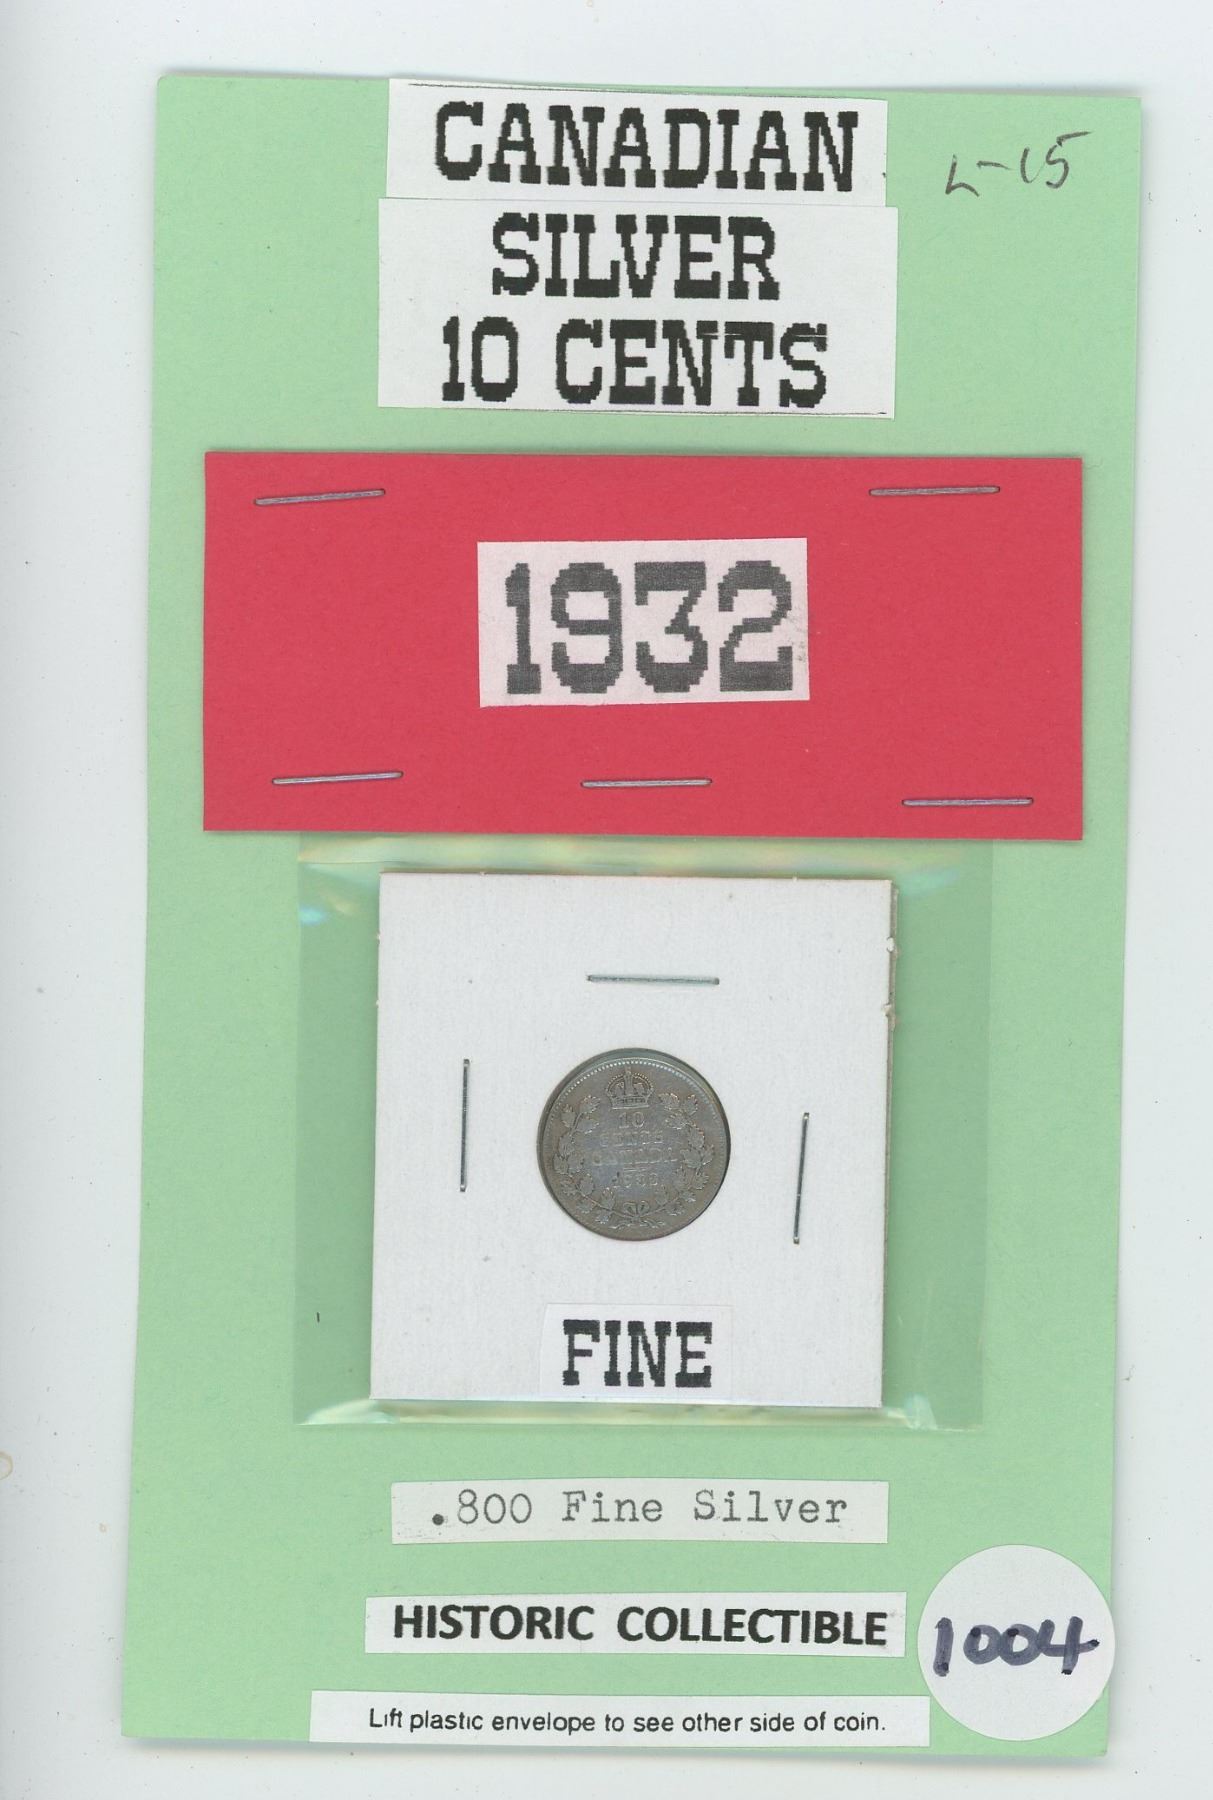 CANADIAN
L-15
SILVER
10 CENTS
1932
10
CENTS
CANADA
FINE
.800 Fine Silver
HISTORIC COLLECTIBLE
1004
Lift plastic envelope to see other side of coin.